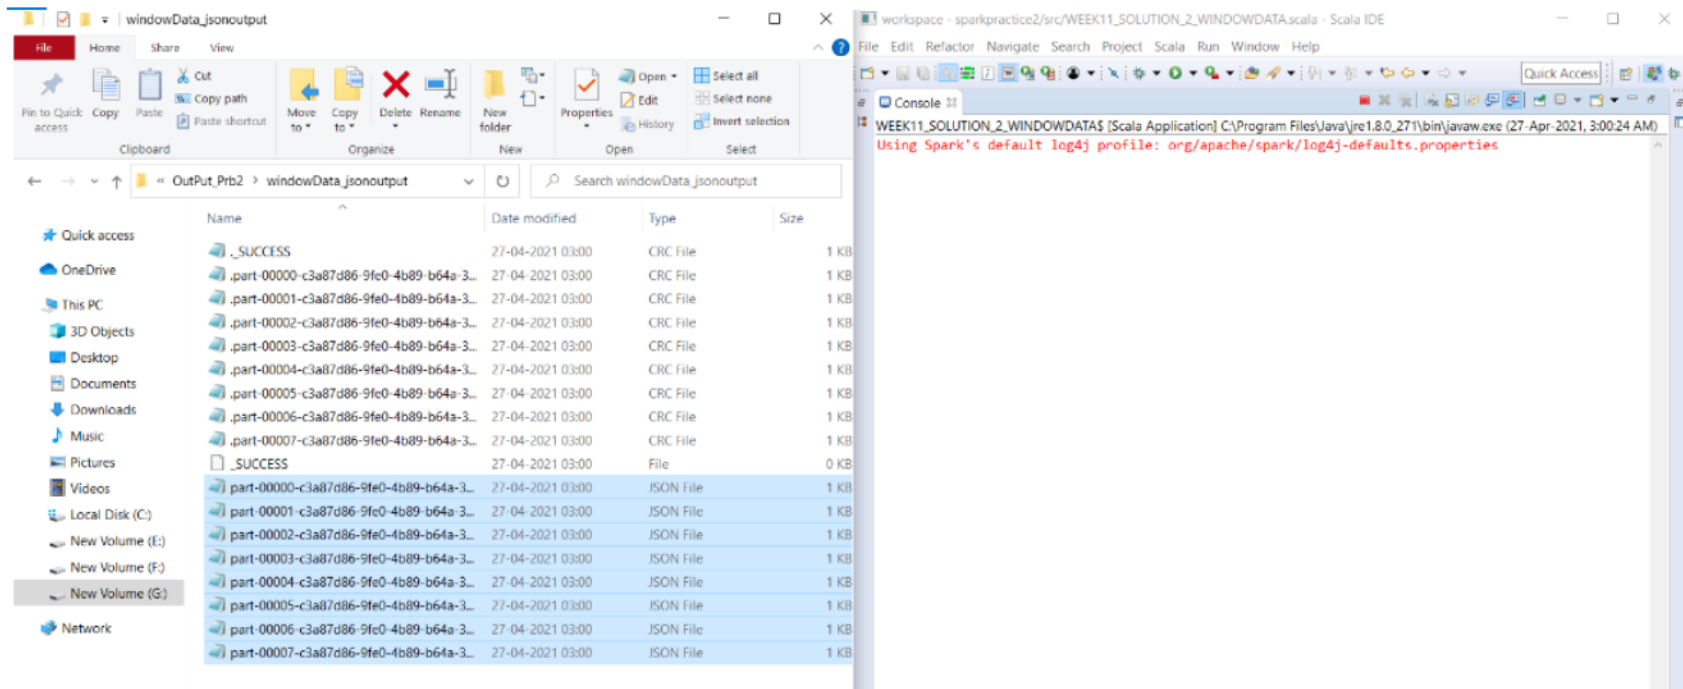 windowData_jsonoutput
File Home Share View
Pin to Quick access
Copy
Paste
Cut
Copy path
Paste shortcut
Clipboard
Move to
Copy to
Delete
Rename
Organize
New folder
New
Properties
Open
Edit
History
Open
Select all
Select none
Invert selection
Select
« OutPut_Prb2 > windowData_jsonoutput
Search windowData_jsonoutput
Quick access
OneDrive
This PC
3D Objects
Desktop
Documents
Downloads
Music
Pictures
Videos
Local Disk (C:)
New Volume (E:)
New Volume (F:)
New Volume (G:)
Network
Name Date modified Type Size
._SUCCESS 27-04-2021 03:00 CRC File 1 KB
.part-00000-c3a87d86-9fe0-4b89-b64a-3... 27-04-2021 03:00 CRC File 1 KB
.part-00001-c3a87d86-9fe0-4b89-b64a-3... 27-04-2021 03:00 CRC File 1 KB
.part-00002-c3a87d86-9fe0-4b89-b64a-3... 27-04-2021 03:00 CRC File 1 KB
.part-00003-c3a87d86-9fe0-4b89-b64a-3... 27-04-2021 03:00 CRC File 1 KB
.part-00004-c3a87d86-9fe0-4b89-b64a-3... 27-04-2021 03:00 CRC File 1 KB
.part-00005-c3a87d86-9fe0-4b89-b64a-3... 27-04-2021 03:00 CRC File 1 KB
.part-00006-c3a87d86-9fe0-4b89-b64a-3... 27-04-2021 03:00 CRC File 1 KB
.part-00007-c3a87d86-9fe0-4b89-b64a-3... 27-04-2021 03:00 CRC File 1 KB
_SUCCESS 27-04-2021 03:00 File 0 KB
part-00000-c3a87d86-9fe0-4b89-b64a-3... 27-04-2021 03:00 JSON File 1 KB
part-00001-c3a87d86-9fe0-4b89-b64a-3... 27-04-2021 03:00 JSON File 1 KB
part-00002-c3a87d86-9fe0-4b89-b64a-3... 27-04-2021 03:00 JSON File 1 KB
part-00003-c3a87d86-9fe0-4b89-b64a-3... 27-04-2021 03:00 JSON File 1 KB
part-00004-c3a87d86-9fe0-4b89-b64a-3... 27-04-2021 03:00 JSON File 1 KB
part-00005-c3a87d86-9fe0-4b89-b64a-3... 27-04-2021 03:00 JSON File 1 KB
part-00006-c3a87d86-9fe0-4b89-b64a-3... 27-04-2021 03:00 JSON File 1 KB
part-00007-c3a87d86-9fe0-4b89-b64a-3... 27-04-2021 03:00 JSON File 1 KB
workspace - sparkpractice2/src/WEEK11_SOLUTION_2_WINDOWDATA.scala - Scala IDE
File Edit Refactor Navigate Search Project Scala Run Window Help
Quick Access
Console
WEEK11_SOLUTION_2_WINDOWDATA$ [Scala Application] C:\Program Files\Java\jre1.8.0_271\bin\javaw.exe (27-Apr-2021, 3:00:24 AM)
Using Spark's default log4j profile: org/apache/spark/log4j-defaults.properties